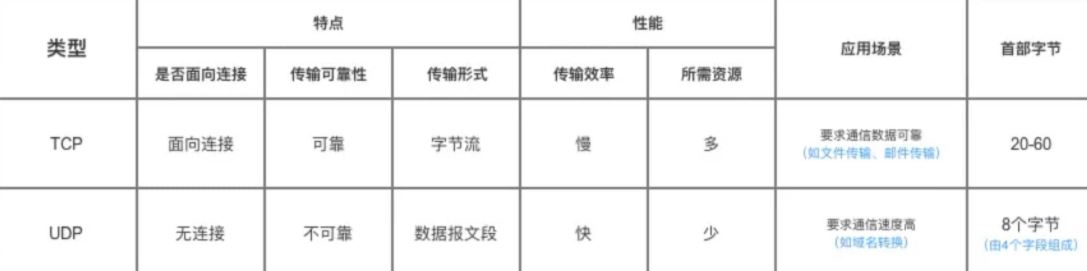 类型
特点
性能
应用场景
首部字节
是否面向连接
传输可靠性
传输形式
传输效率
所需资源
TCP
面向连接
可靠
字节流
慢
多
要求通信数据可靠
(如文件传输、邮件传输)
20-60
UDP
无连接
不可靠
数据报文段
快
少
要求通信速度高
(如域名转换)
8个字节
(由4个字段组成)